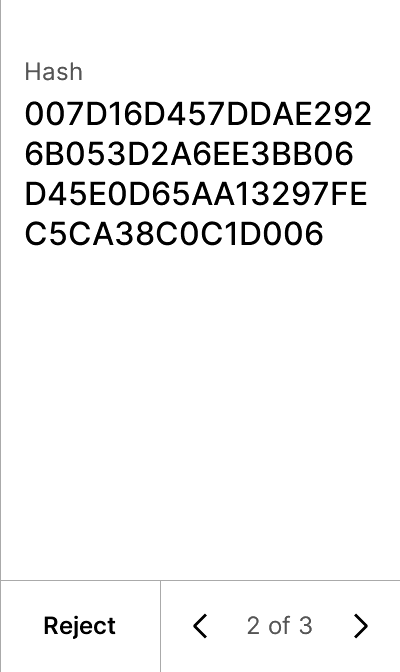 Hash
007D16D457DDAE292
6B053D2A6EE3BB06
D45E0D65AA13297FE
C5CA38C0C1D006
Reject
2 of 3